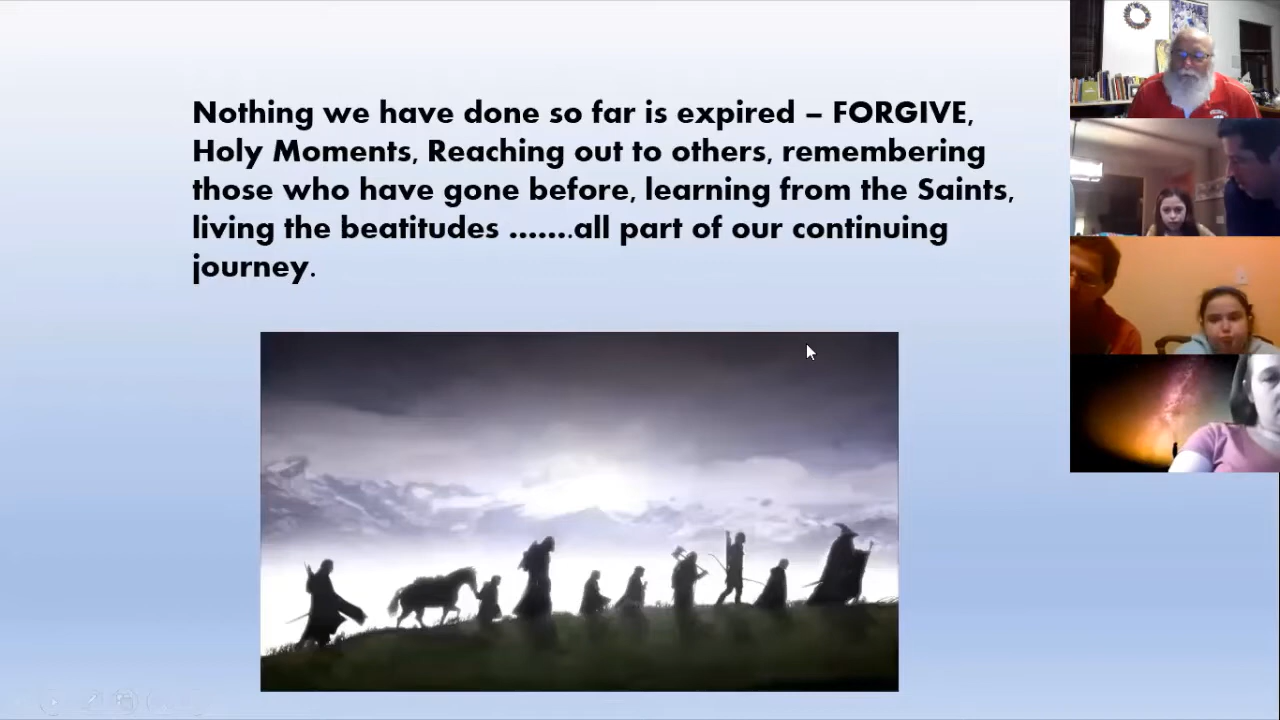 Nothing we have done so far is expired – FORGIVE,
Holy Moments, Reaching out to others, remembering
those who have gone before, learning from the Saints,
living the beatitudes …….all part of our continuing
journey.